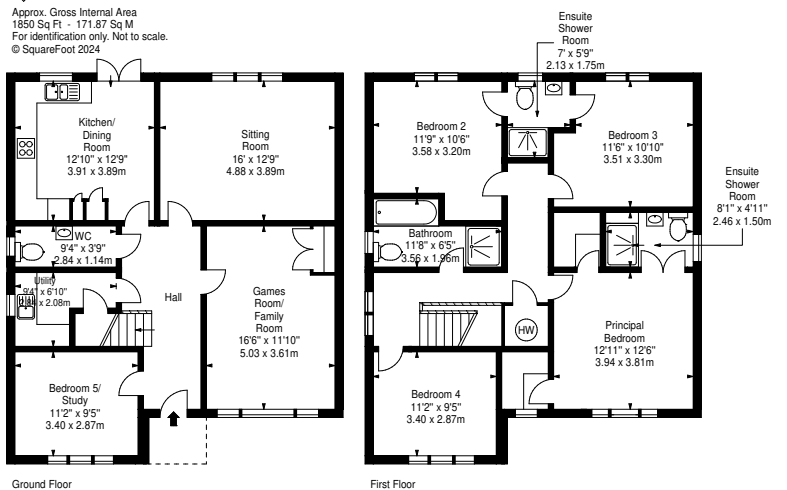 Approx. Gross Internal Area
1850 Sq Ft - 171.87 Sq M
For identification only. Not to scale.
© SquareFoot 2024
Ensuite
Shower
Room
7' x 5'9"
2.13 x 1.75m
Kitchen/
Dining
Room
12'10" x 12'9"
3.91 x 3.89m
Sitting
Room
16' x 12'9"
4.88 x 3.89m
Bedroom 2
11'9" x 10'6"
3.58 x 3.20m
Bedroom 3
11'6" x 10'10"
3.51 x 3.30m
Ensuite
Shower
Room
8'1" x 4'11"
2.46 x 1.50m
WC
9'4" x 3'9"
2.84 x 1.14m
Bathroom
11'8" x 6'5"
3.56 x 1.96m
Utility
9'4" x 6'10"
2.84 x 2.08m
Hall
Games
Room/
Family
Room
16'6" x 11'10"
5.03 x 3.61m
HW
Principal
Bedroom
12'11" x 12'6"
3.94 x 3.81m
Bedroom 5/
Study
11'2" x 9'5"
3.40 x 2.87m
Bedroom 4
11'2" x 9'5"
3.40 x 2.87m
Ground Floor
First Floor